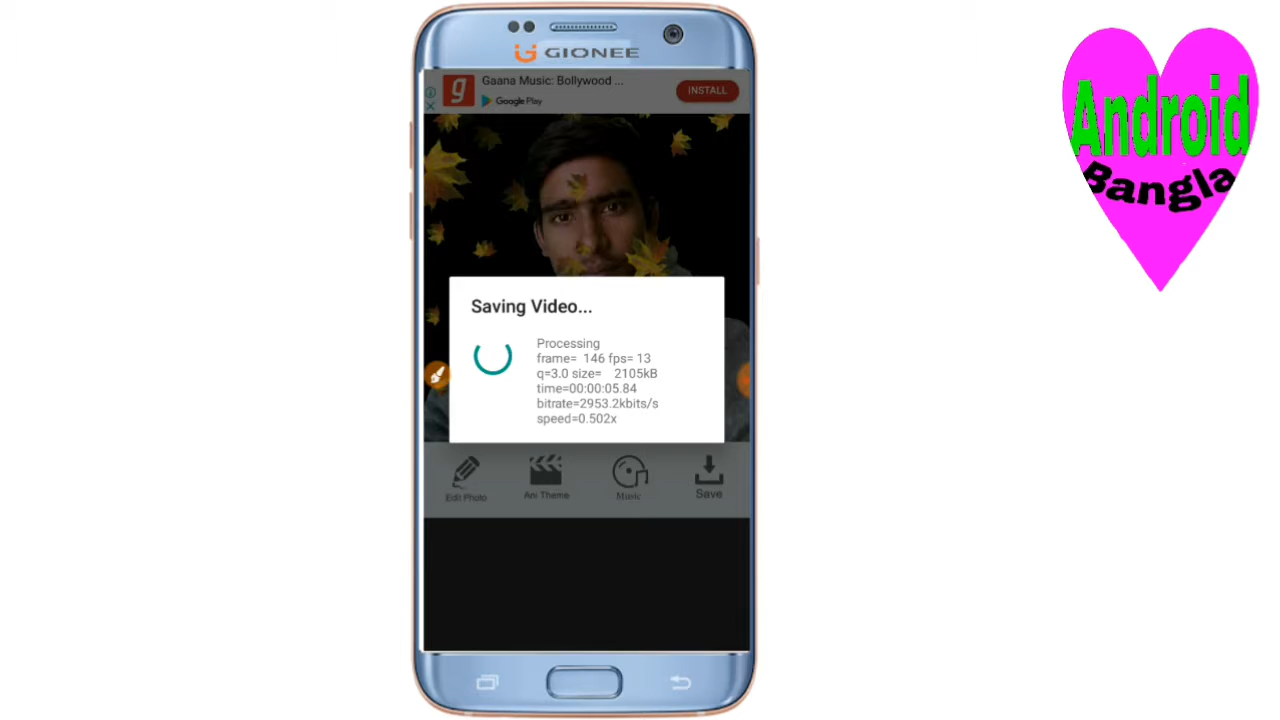 GIONEE
Gaana Music: Bollywood ...
Google Play
INSTALL
Android
Bangla
Saving Video...
Processing
frame=  146 fps= 13
q=3.0 size=    2105kB
time=00:00:05.84
bitrate=2953.2kbits/s
speed=0.502x
Edit Photo
Ani Theme
Music
Save